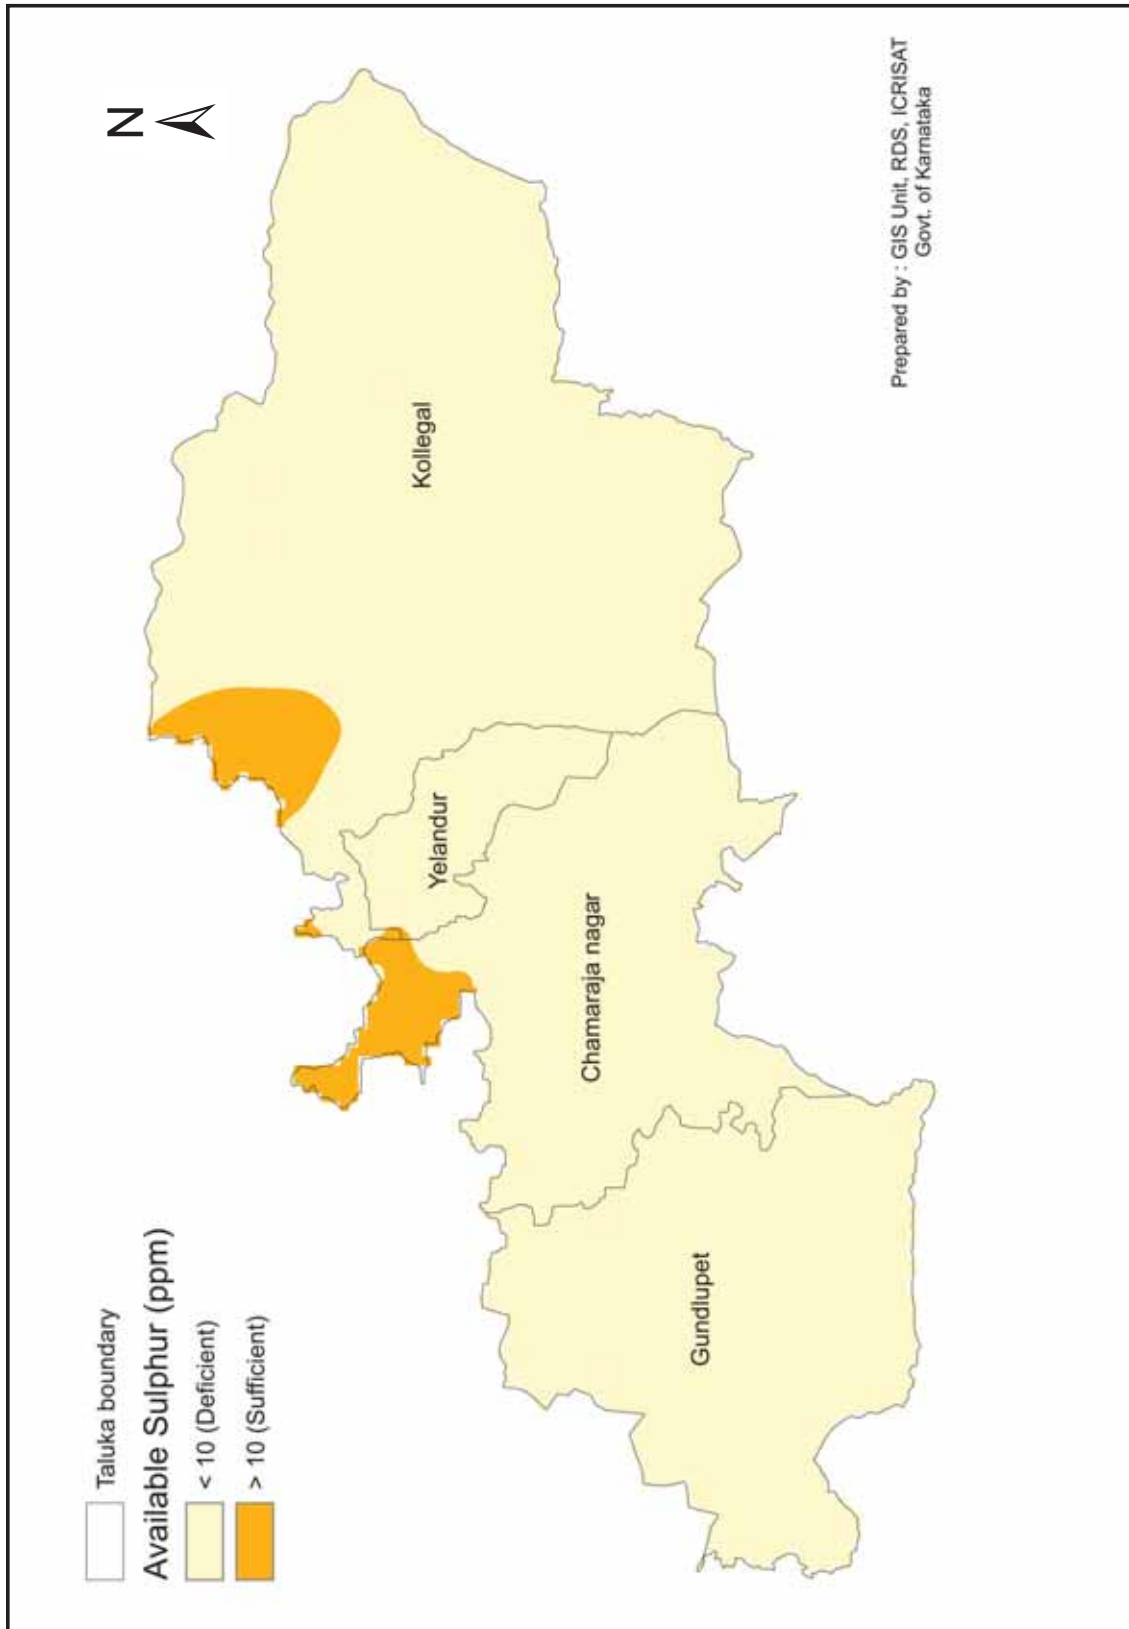 N
Taluka boundary
Available Sulphur (ppm)
< 10 (Deficient)
> 10 (Sufficient)
Kollegal
Yelandur
Chamaraja nagar
Gundlupet
Prepared by : GIS Unit, RDS, ICRISAT
Govt. of Karnataka